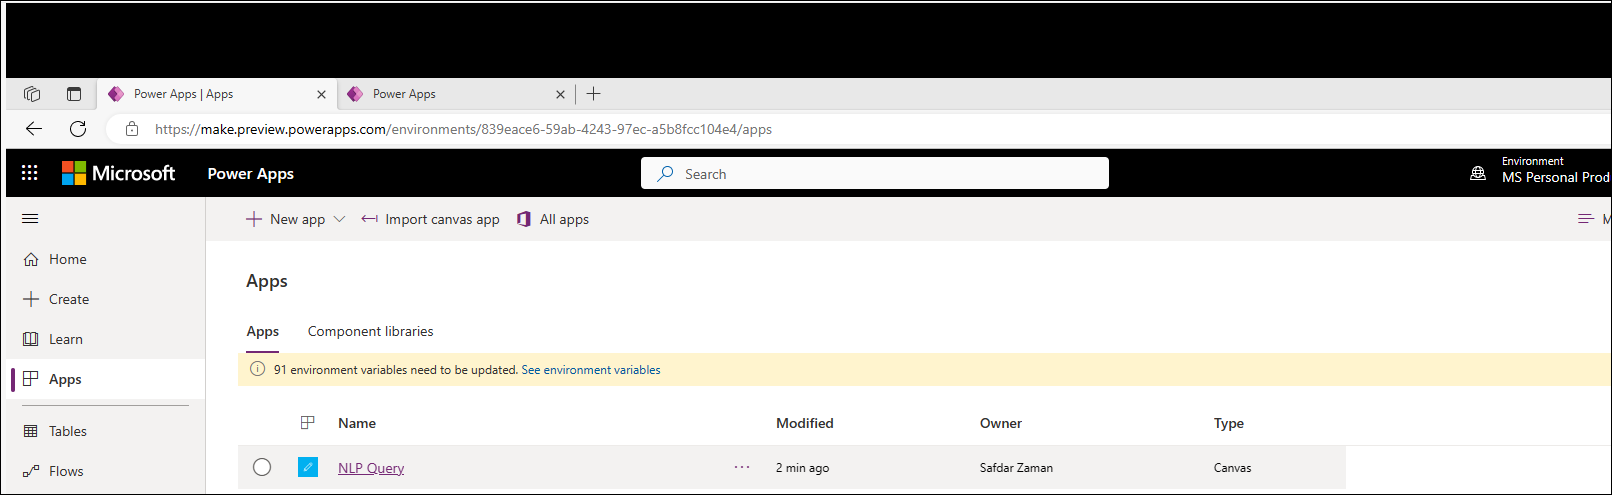 Power Apps | Apps
Power Apps
https://make.preview.powerapps.com/environments/839eace6-59ab-4243-97ec-a5b8fcc104e4/apps
Microsoft Power Apps
Search
Environment
MS Personal Prod
New app
Import canvas app
All apps
M
Home
Create
Learn
Apps
Tables
Flows
Apps
Apps Component libraries
91 environment variables need to be updated. See environment variables
Name Modified Owner Type
NLP Query ... 2 min ago Safdar Zaman Canvas